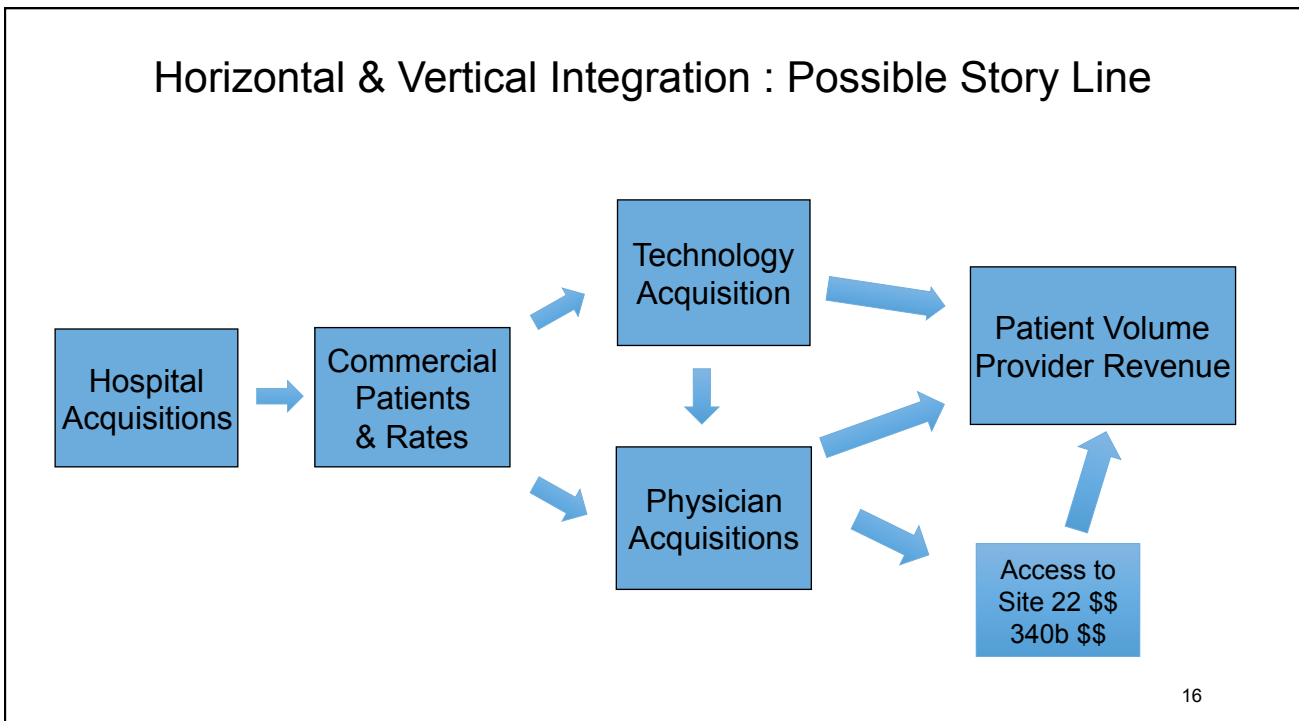 Horizontal & Vertical Integration : Possible Story Line
Hospital
Acquisitions
Commercial
Patients
& Rates
Technology
Acquisition
Physician
Acquisitions
Patient Volume
Provider Revenue
Access to
Site 22 $$
340b $$
16